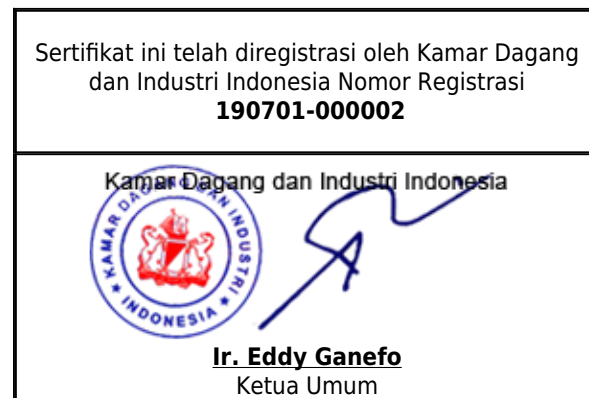 Sertifikat ini telah diregistrasi oleh Kamar Dagang
dan Industri Indonesia Nomor Registrasi
190701-000002
Kamar Dagang dan Industri Indonesia
KAMAR DAGANG DAN INDUSTRI
INDONESIA
Ir. Eddy Ganefo
Ketua Umum